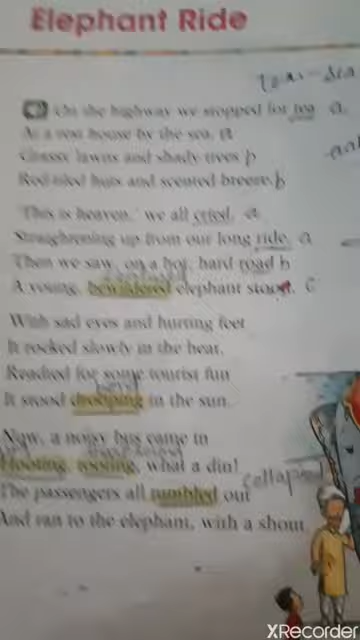 Elephant Ride
On the highway we stopped for tea a
At a rest house by the sea. a
Grassy lawns and shady trees b
Red-tiled huts and scented breeze. b
'This is heaven,' we all cried, a
Straightening up from our long ride. a
Then we saw, on a hot, hard road b
A young, bewildered elephant stood. c
With sad eyes and hurting feet
It rocked slowly in the heat.
Readied for some tourist fun
bend
It stood drooping in the sun.
Now, a noisy bus came in
Hooting, tooting, what a din!
collapsed
The passengers all tumbled out
And ran to the elephant, with a shout
XRecorder